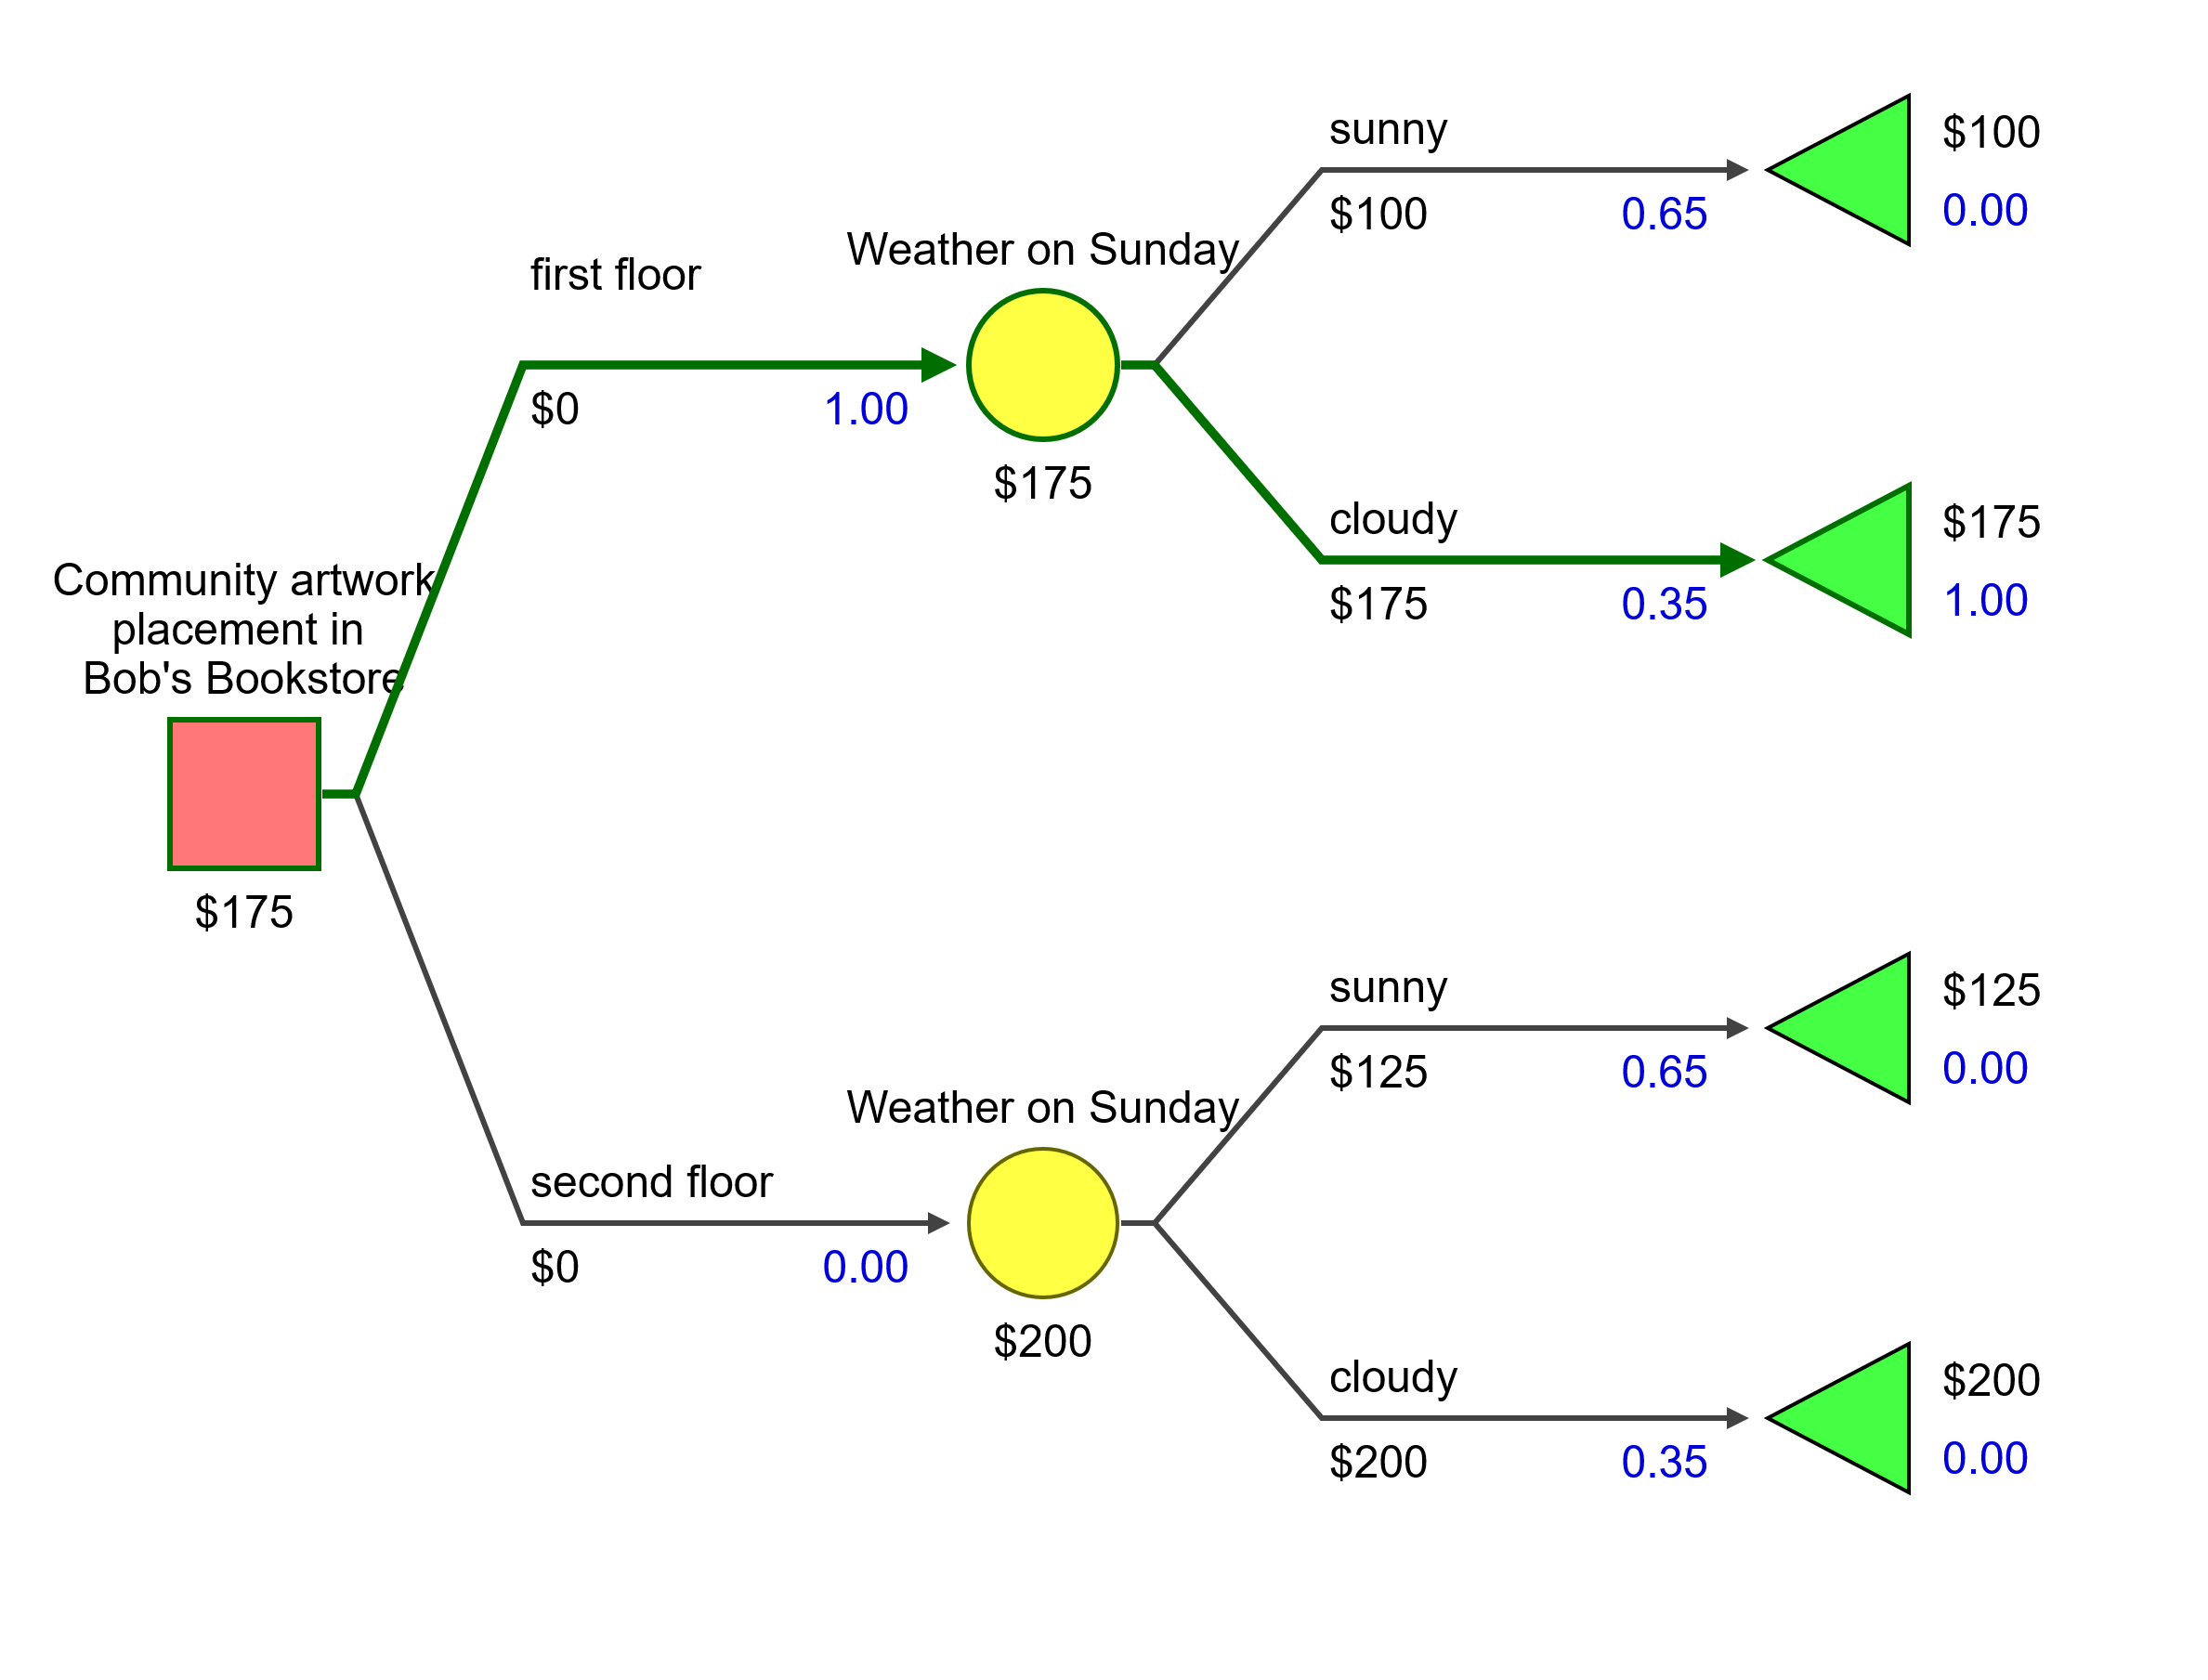 sunny
$100
0.65
$100
0.00
first floor
$0
1.00
Weather on Sunday
$175
cloudy
$175
0.35
$175
1.00
Community artwork
placement in
Bob's Bookstore
$175
second floor
$0
0.00
Weather on Sunday
$200
sunny
$125
0.65
$125
0.00
cloudy
$200
0.35
$200
0.00